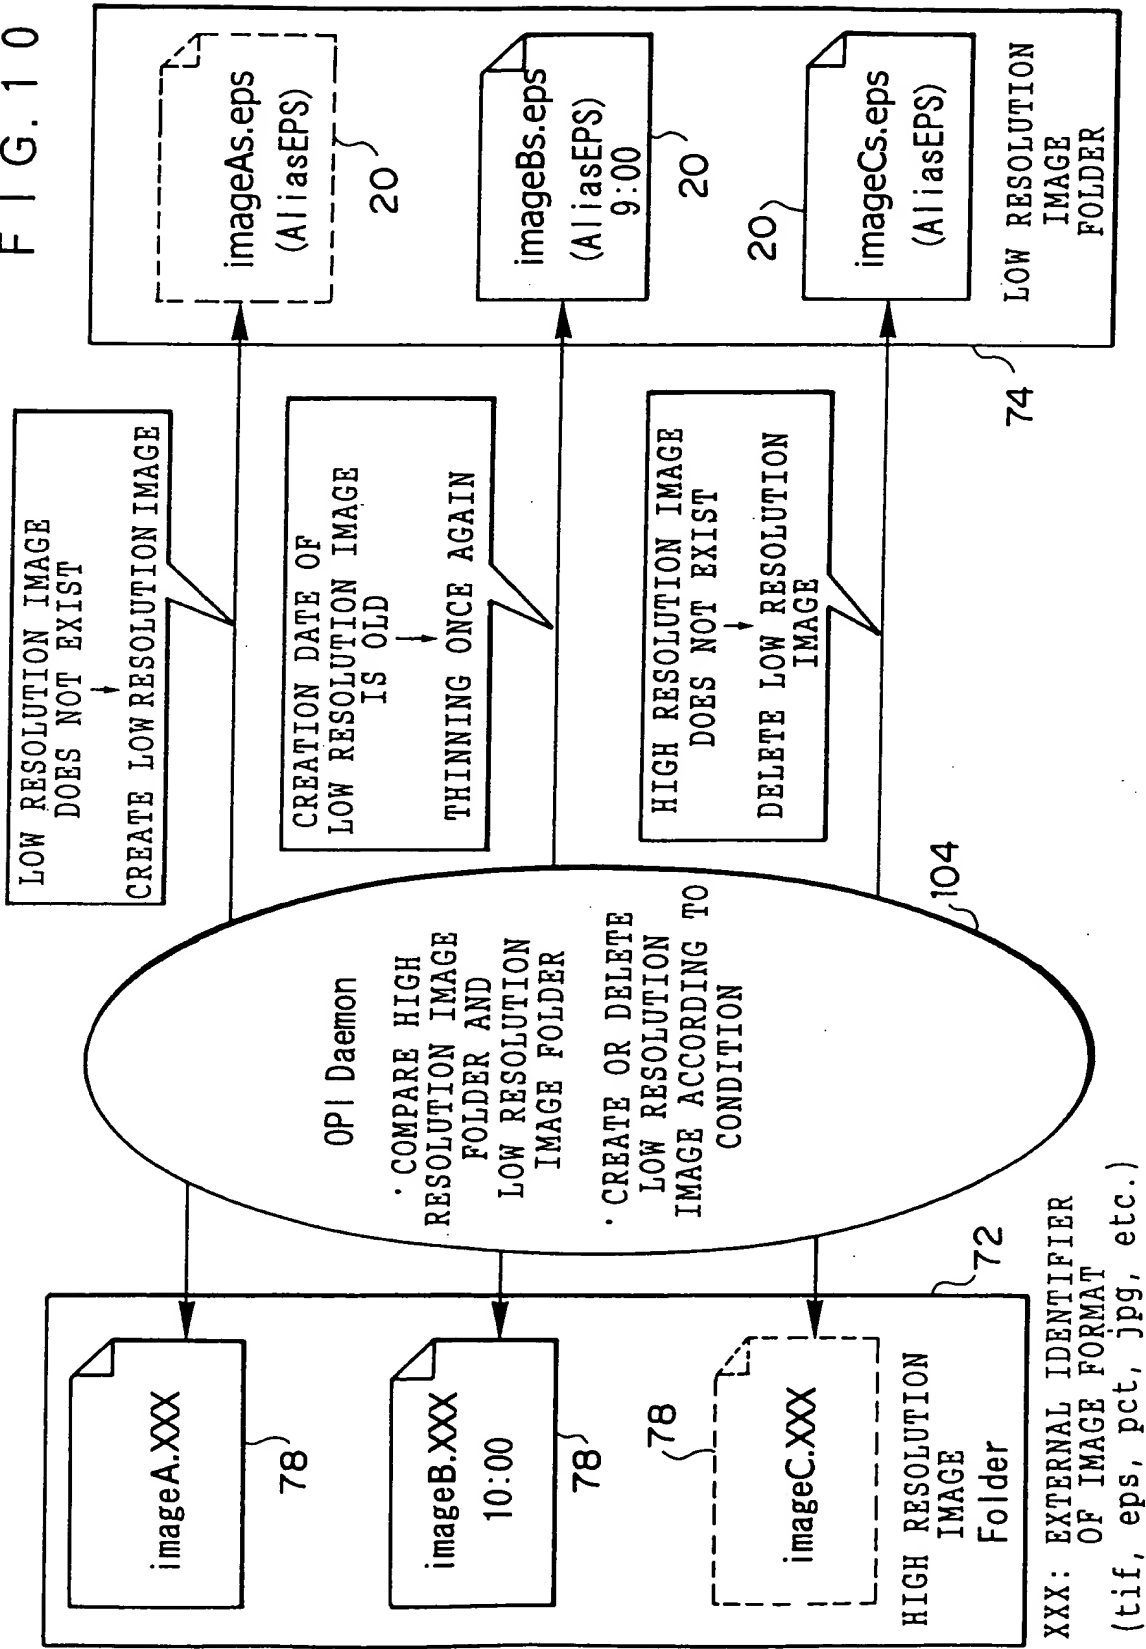 FIG.10
imageA.XXX
78
imageB.XXX
10:00
78
imageC.XXX
78
HIGH RESOLUTION
IMAGE
Folder
72
XXX: EXTERNAL IDENTIFIER
OF IMAGE FORMAT
(tif, eps, pct, jpg, etc.)
OPI Daemon
·COMPARE HIGH
RESOLUTION IMAGE
FOLDER AND
LOW RESOLUTION
IMAGE FOLDER
·CREATE OR DELETE
LOW RESOLUTION
IMAGE ACCORDING TO
CONDITION
104
LOW RESOLUTION IMAGE
DOES NOT EXIST
→
CREATE LOW RESOLUTION IMAGE
CREATION DATE OF
LOW RESOLUTION IMAGE
IS OLD
→
THINNING ONCE AGAIN
HIGH RESOLUTION IMAGE
DOES NOT EXIST
→
DELETE LOW RESOLUTION
IMAGE
imageAs.eps
(AliasEPS)
20
imageBs.eps
(AliasEPS)
9:00
20
imageCs.eps
(AliasEPS)
20
LOW RESOLUTION
IMAGE
FOLDER
74